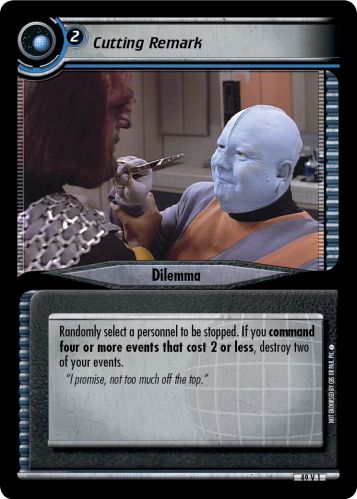 2
Cutting Remark
Dilemma
Randomly select a personnel to be stopped. If you command
four or more events that cost 2 or less, destroy two
of your events.
"I promise, not too much off the top."
NOT ENDORSED BY CBS OR PAR. PIC.
49 V 1